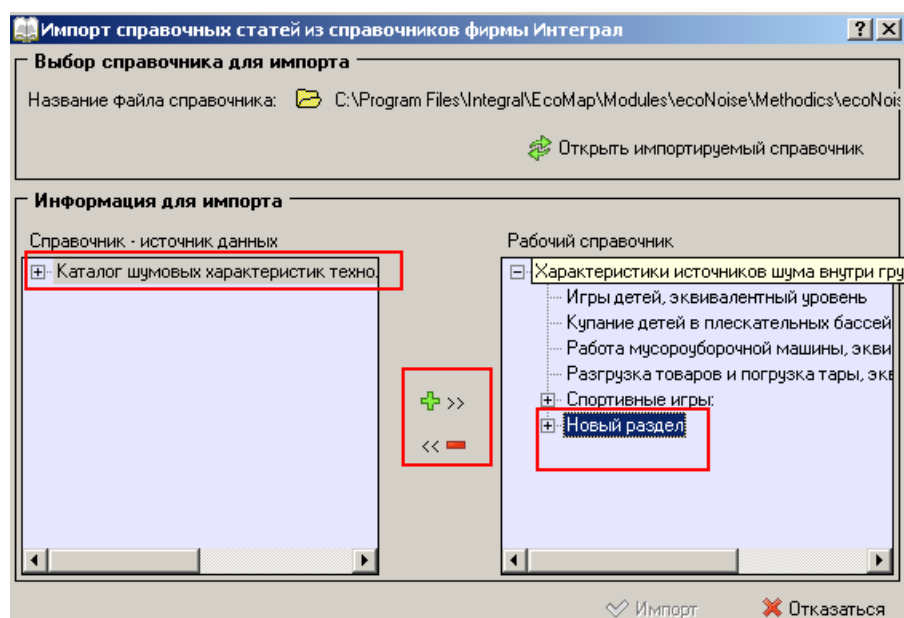 Импорт справочных статей из справочников фирмы Интеграл
Выбор справочника для импорта
Название файла справочника: C:\Program Files\Integral\EcoMap\Modules\ecoNoise\Methodics\ecoNois
Открыть импортируемый справочник
Информация для импорта
Справочник - источник данных
Рабочий справочник
Каталог шумовых характеристик техно.
Характеристики источников шума внутри гру
Игры детей, эквивалентный уровень
Купание детей в плескательных бассей
Работа мусороуборочной машины, экви
Разгрузка товаров и погрузка тары, экв
Спортивные игры:
Новый раздел
>>
<<
Импорт
Отказаться